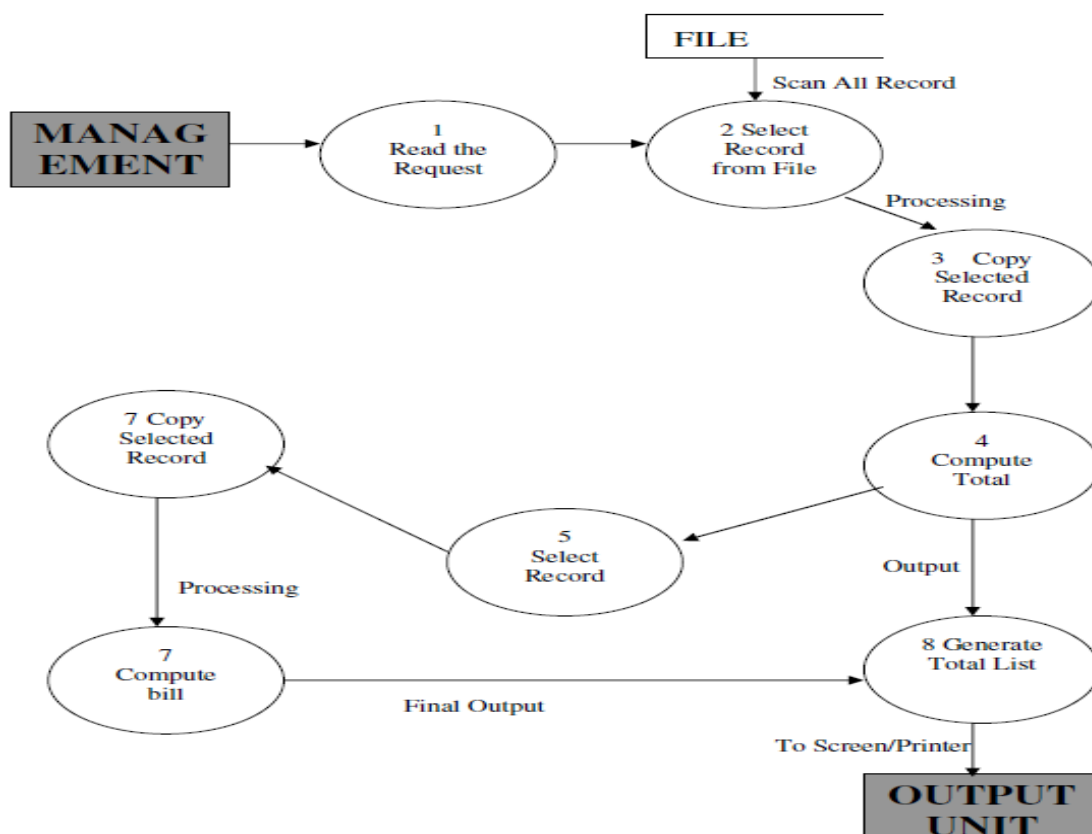 FILE
Scan All Record
MANAG
EMENT
1
Read the
Request
2 Select
Record
from File
Processing
3 Copy
Selected
Record
7 Copy
Selected
Record
4
Compute
Total
5
Select
Record
Processing
Output
7
Compute
bill
8 Generate
Total List
Final Output
To Screen/Printer
OUTPUT
UNIT